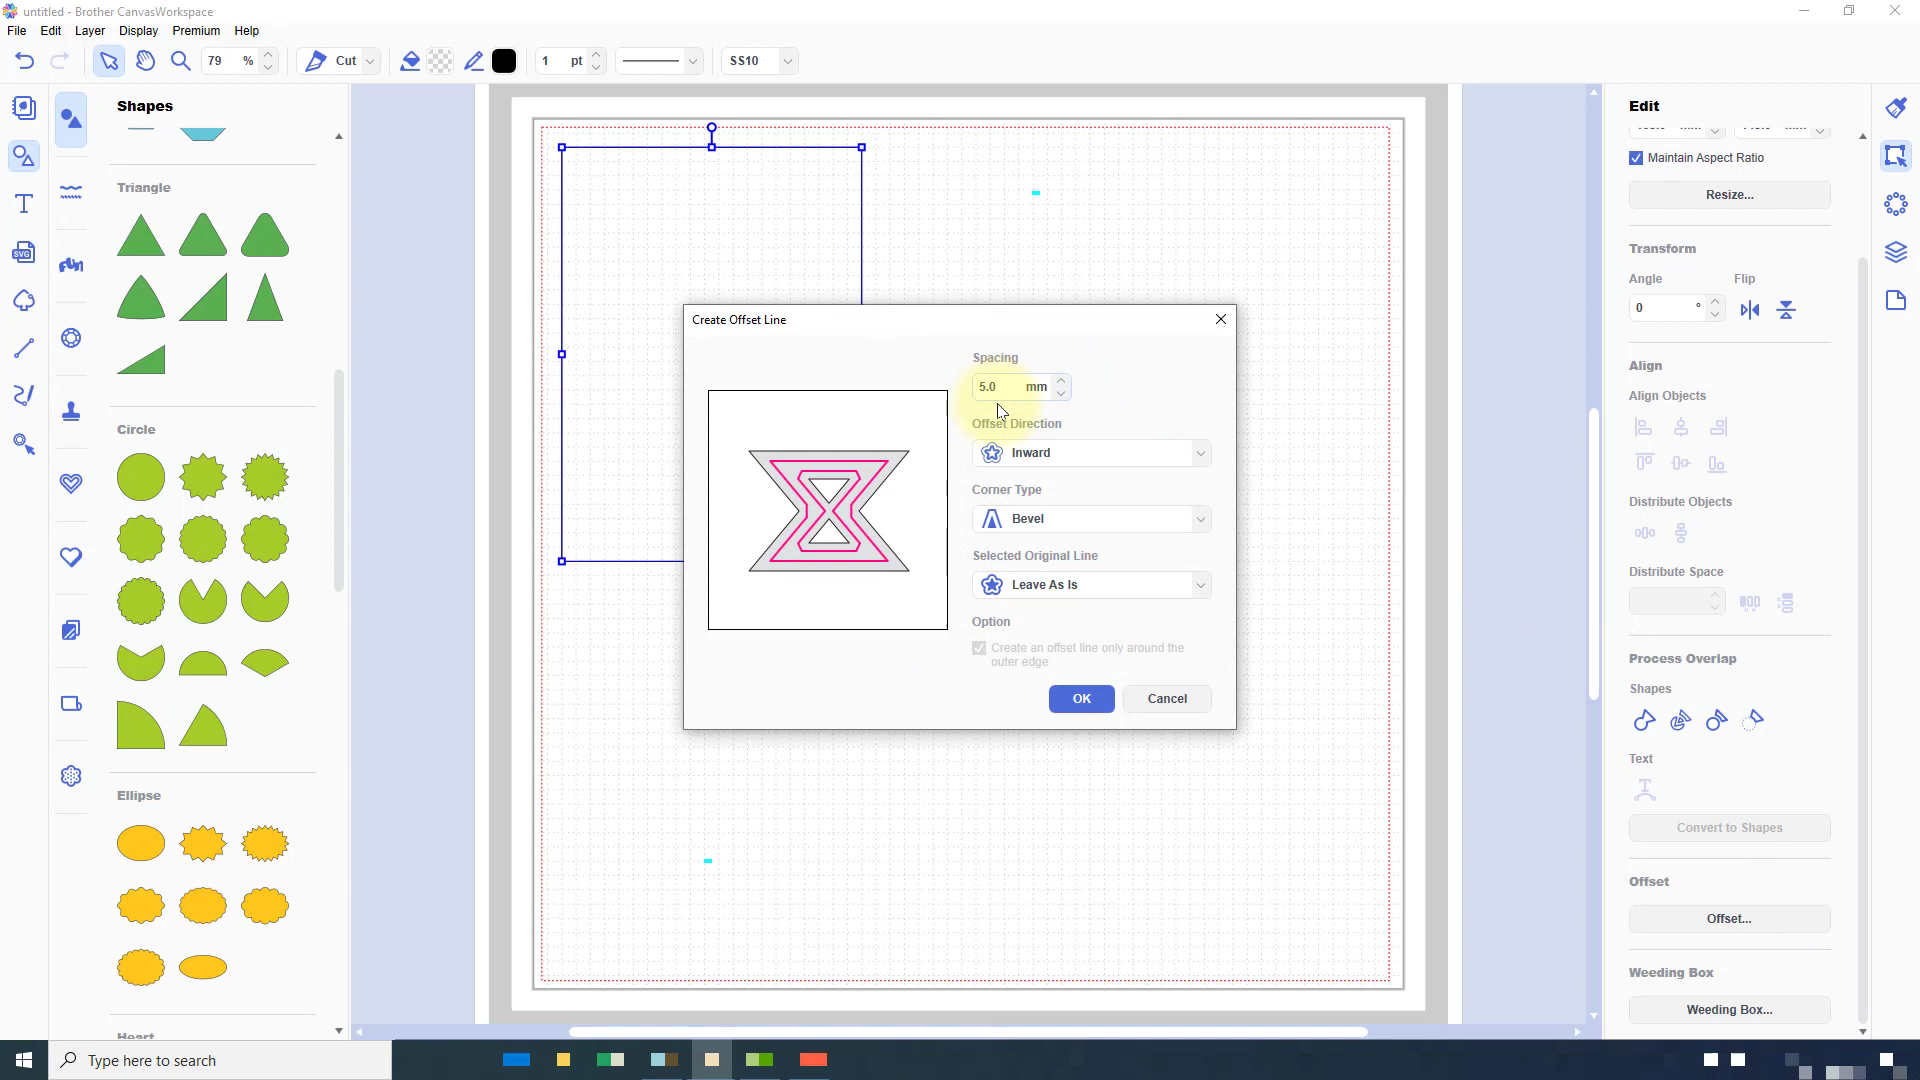 untitled - Brother CanvasWorkspace
File Edit Layer Display Premium Help
79 % Cut 1 pt SS10
Shapes
Triangle
Circle
Ellipse
Heart
SVG
Fun
Create Offset Line
Spacing
5.0 mm
Offset Direction
Inward
Corner Type
Bevel
Selected Original Line
Leave As Is
Option
Create an offset line only around the
outer edge
OK Cancel
Edit
Maintain Aspect Ratio
Resize...
Transform
Angle Flip
0 °
Align
Align Objects
Distribute Objects
Distribute Space
Process Overlap
Shapes
Text
Convert to Shapes
Offset
Offset...
Weeding Box
Weeding Box...
Type here to search